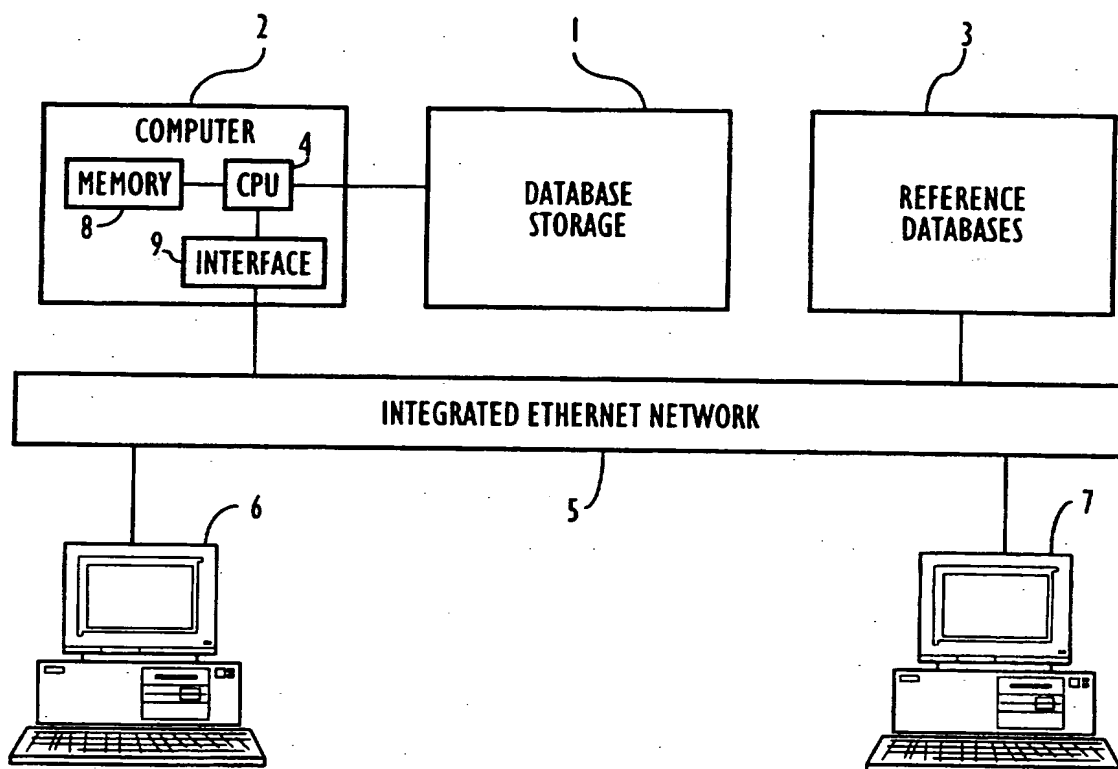 2
1
3
COMPUTER
4
MEMORY
CPU
8
9
INTERFACE
DATABASE
STORAGE
REFERENCE
DATABASES
INTEGRATED ETHERNET NETWORK
6
5
7